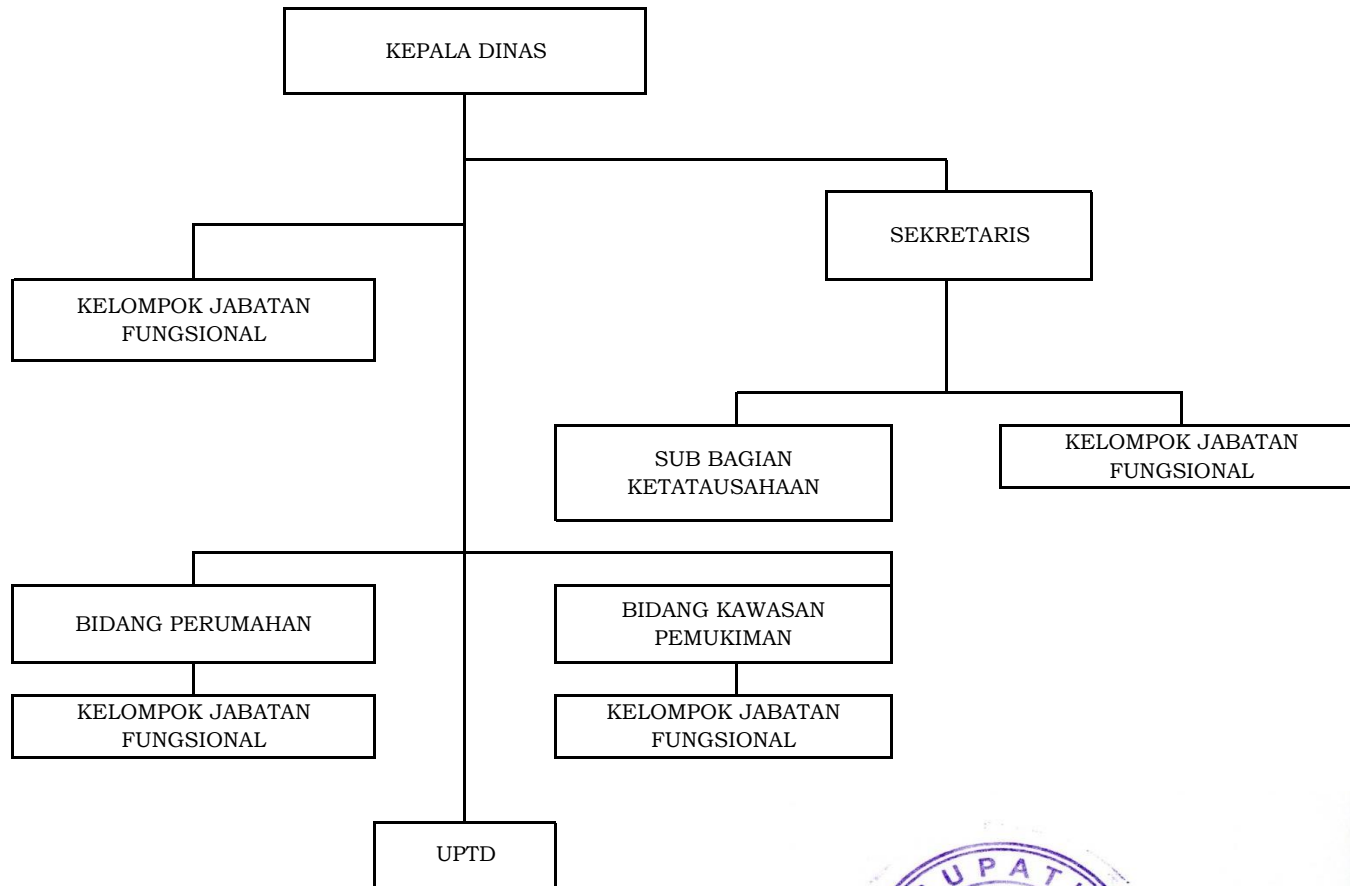 KEPALA DINAS
SEKRETARIS
KELOMPOK JABATAN
FUNGSIONAL
SUB BAGIAN
KETATAUSAHAAN
KELOMPOK JABATAN
FUNGSIONAL
BIDANG PERUMAHAN
BIDANG KAWASAN
PEMUKIMAN
KELOMPOK JABATAN
FUNGSIONAL
KELOMPOK JABATAN
FUNGSIONAL
UPTD
UPATI